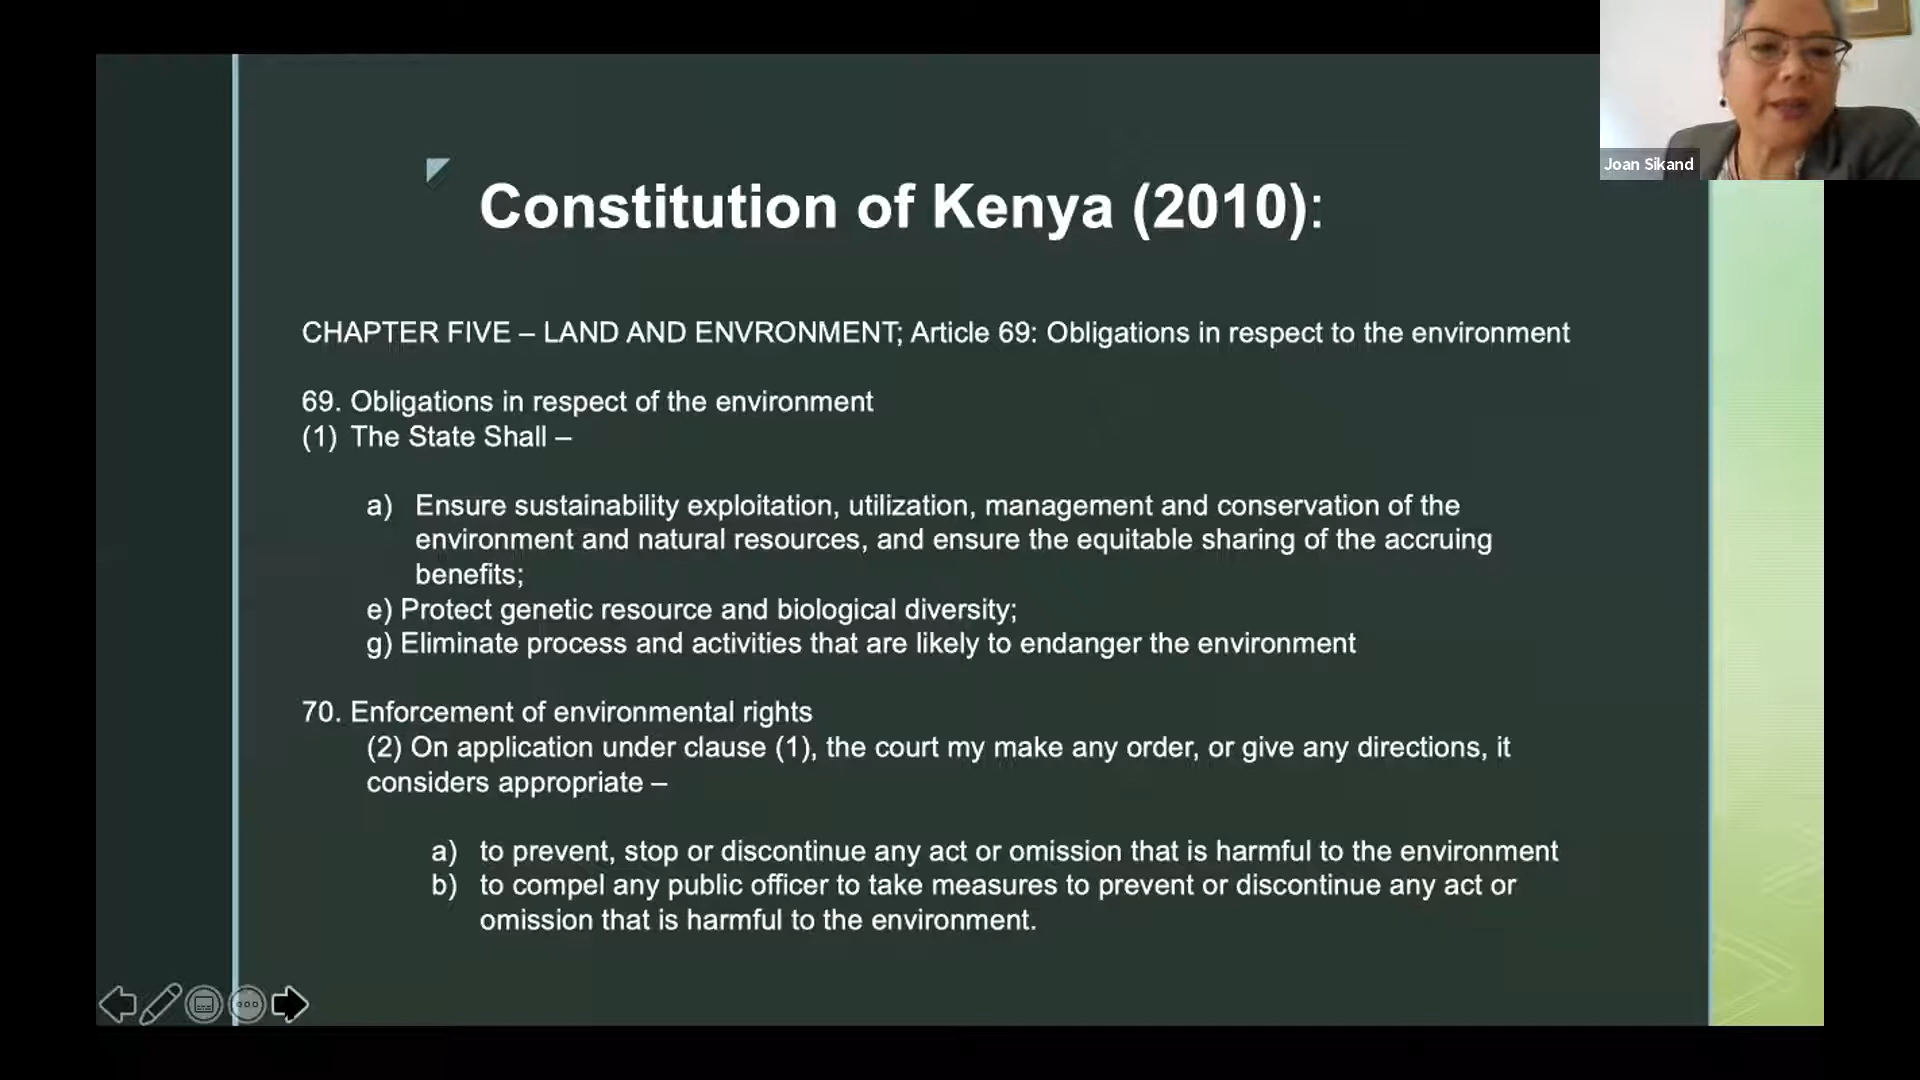 Joan Sikand
Constitution of Kenya (2010):
CHAPTER FIVE – LAND AND ENVRONMENT; Article 69: Obligations in respect to the environment
69. Obligations in respect of the environment
(1) The State Shall –
a) Ensure sustainability exploitation, utilization, management and conservation of the
environment and natural resources, and ensure the equitable sharing of the accruing
benefits;
e) Protect genetic resource and biological diversity;
g) Eliminate process and activities that are likely to endanger the environment
70. Enforcement of environmental rights
(2) On application under clause (1), the court my make any order, or give any directions, it
considers appropriate –
a) to prevent, stop or discontinue any act or omission that is harmful to the environment
b) to compel any public officer to take measures to prevent or discontinue any act or
omission that is harmful to the environment.